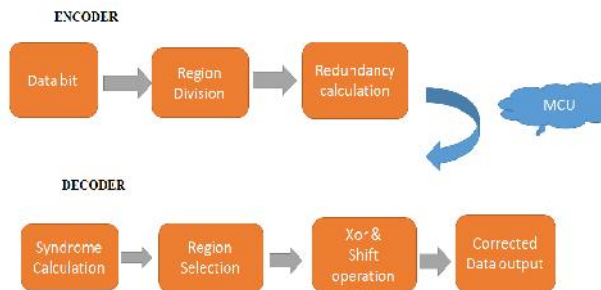 ENCODER
Data bit
Region
Division
Redundancy
calculation
MCU
DECODER
Syndrome
Calculation
Region
Selection
Xor &
Shift
operation
Corrected
Data output